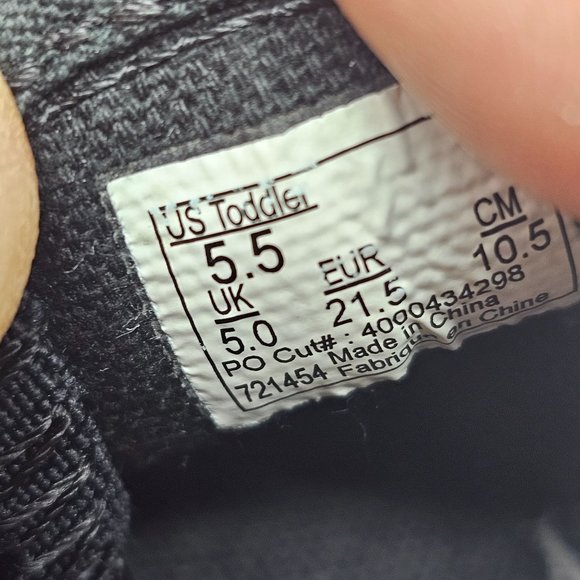 US Toddler
5.5
UK
5.0
EUR
21.5
CM
10.5
PO Cut# : 4000434298
721454 Made in China
Fabriqué en Chine